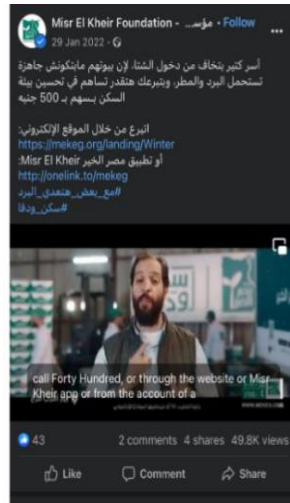 Misr El Kheir Foundation - مؤسـ... · Follow
29 Jan 2022 ·
أسر كتير بتخاف من دخول الشتا، لإن بيوتهم مابتكونش جاهزة
تستحمل البرد والمطر، وبتبرعك هتقدر تساهم في تحسين بيئة
السكن بـسهم بـ 500 جنيه
اتبرع من خلال الموقع الإلكتروني:
https://mekeg.org/landing/Winter
أو تطبيق مصر الخير Misr El Kheir:
http://onelink.to/mekeg
#مع_بعض_هنعدي_البرد
#سكن_ودفا
call Forty Hundred, or through the website or Misr
Kheir app or from the account of a
43
2 comments 4 shares 49.8K views
Like Comment Share